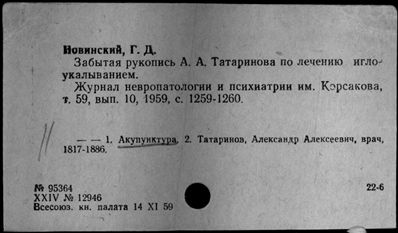 Новинский, Г. Д.
Забытая рукопись А. А. Татаринова по лечению игло-
укалыванием.
Журнал невропатологии и психиатрии им. Корсакова,
т. 59, вып. 10, 1959, с. 1259-1260.
— — 1. Акупунктура. 2. Татаринов, Александр Алексеевич, врач,
1817-1886.
№ 95364
22-6
XXIV № 12946
Всесоюз. кн. палата 14 XI 59